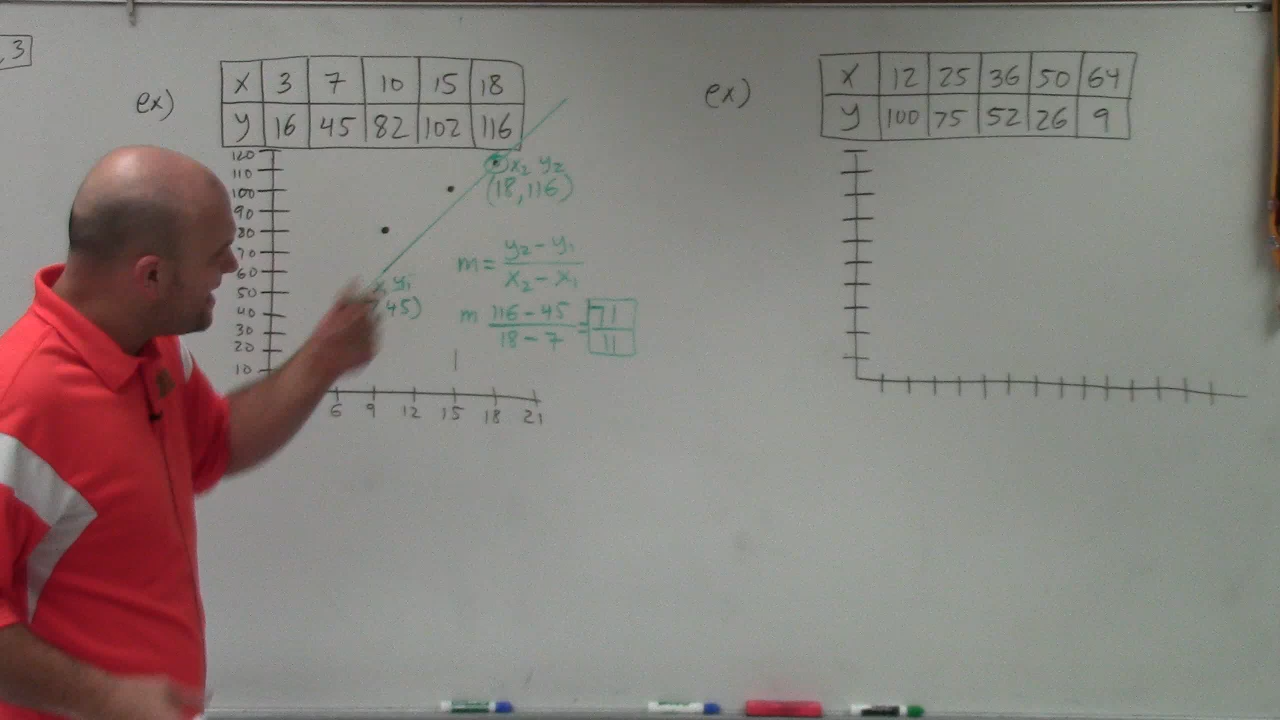 , 3
ex)
X 3 7 10 15 18
y 16 45 82 102 116
120
110
100
90
80
70
60
50
40
30
20
10
6 9 12 15 18 21
x₂ y₂
(18,116)
y₁
45)
m = y₂ - y₁ / x₂ - x₁
m 116 - 45 / 18 - 7 = 71 / 11
ex)
X 12 25 36 50 64
y 100 75 52 26 9